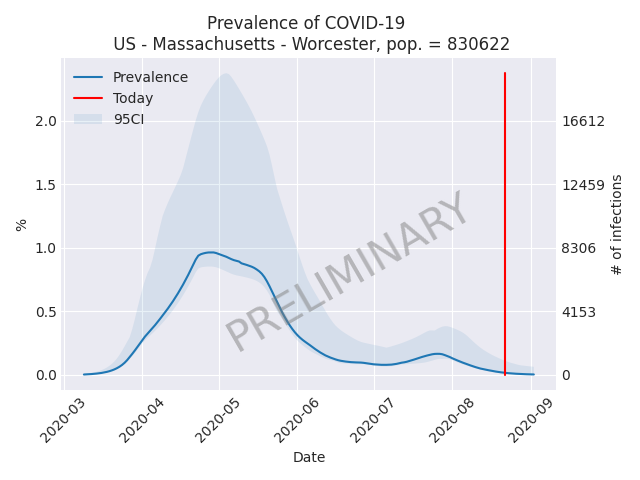 Prevalence of COVID-19
US - Massachusetts - Worcester, pop. = 830622
Prevalence
Today
95CI
2.0
1.5
1.0
0.5
0.0
%
16612
12459
8306
4153
0
# of infections
PRELIMINARY
2020-03
2020-04
2020-05
2020-06
2020-07
2020-08
2020-09
Date